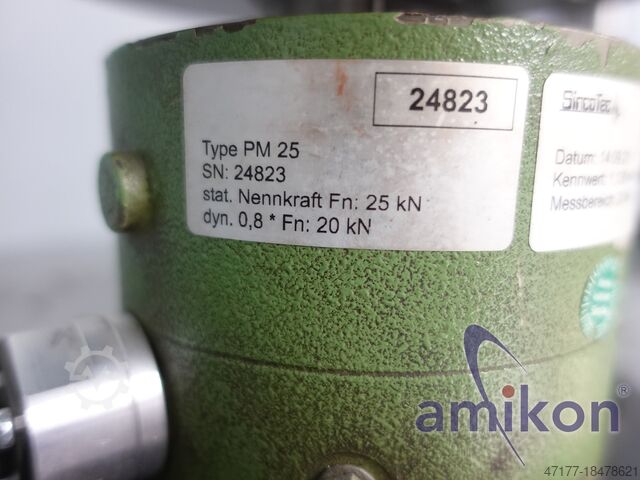 24823
Type PM 25
SN: 24823
stat. Nennkraft Fn: 25 kN
dyn. 0,8 * Fn: 20 kN
SincoTec
Datum:
Kennwert:
Messbereich:
amikon®
47177-18478621